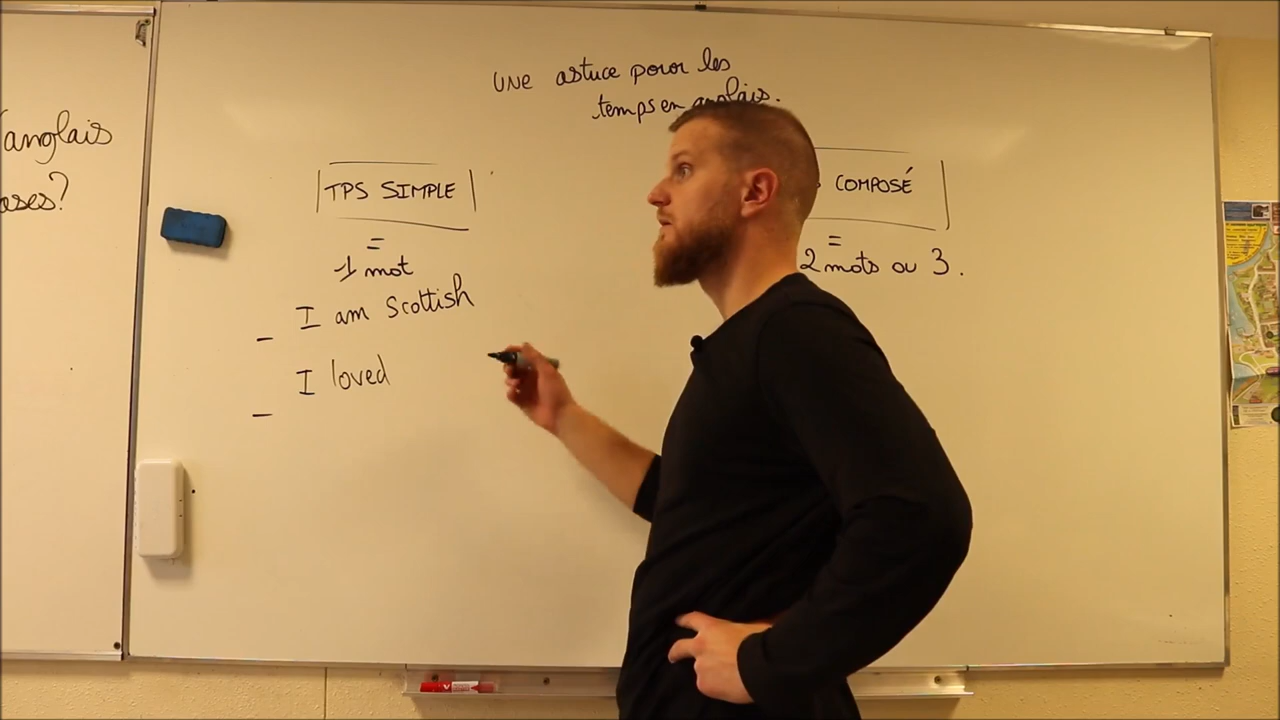 anglais
oses?
UNE astuce pour les
temps en anglais.
TPS SIMPLE
=
1 mot
_ I am Scottish
_ I loved
COMPOSÉ
=
2 mots ou 3.